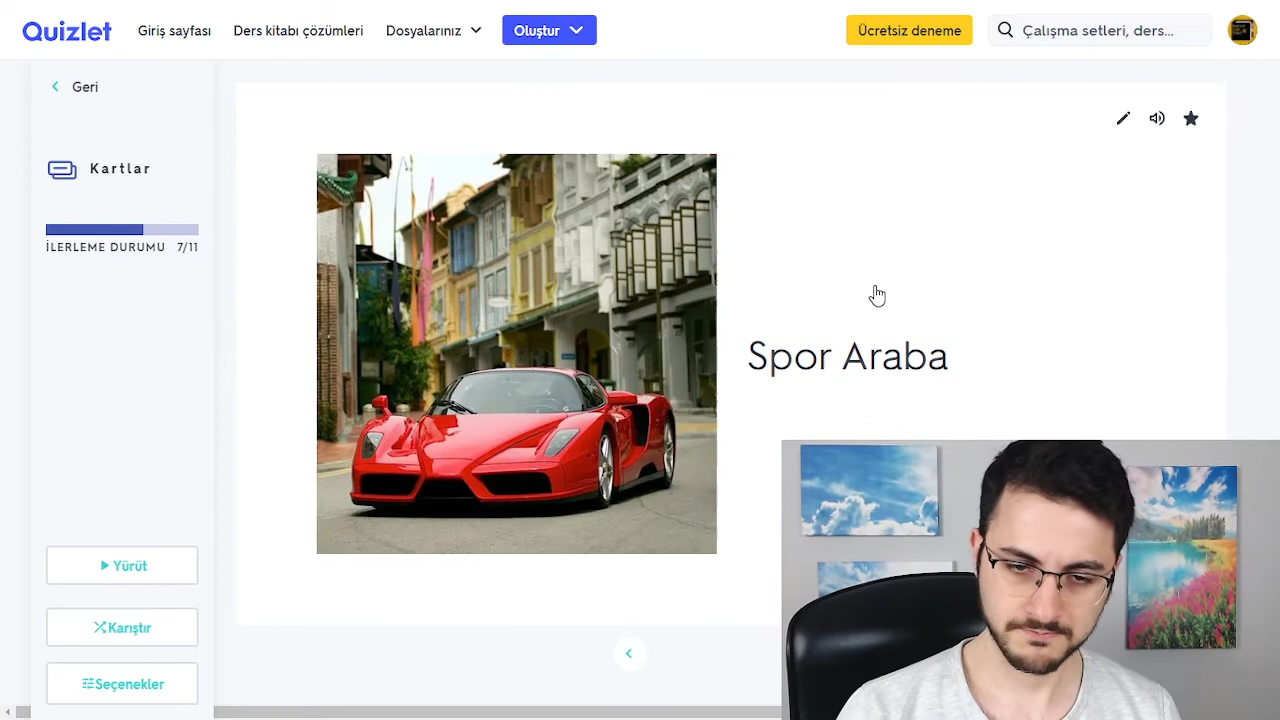 Quizlet
Giriş sayfası
Ders kitabı çözümleri
Dosyalarınız
Oluştur
Ücretsiz deneme
Çalışma setleri, ders...
Geri
Kartlar
İLERLEME DURUMU 7/11
Spor Araba
Yürüt
Karıştır
Seçenekler